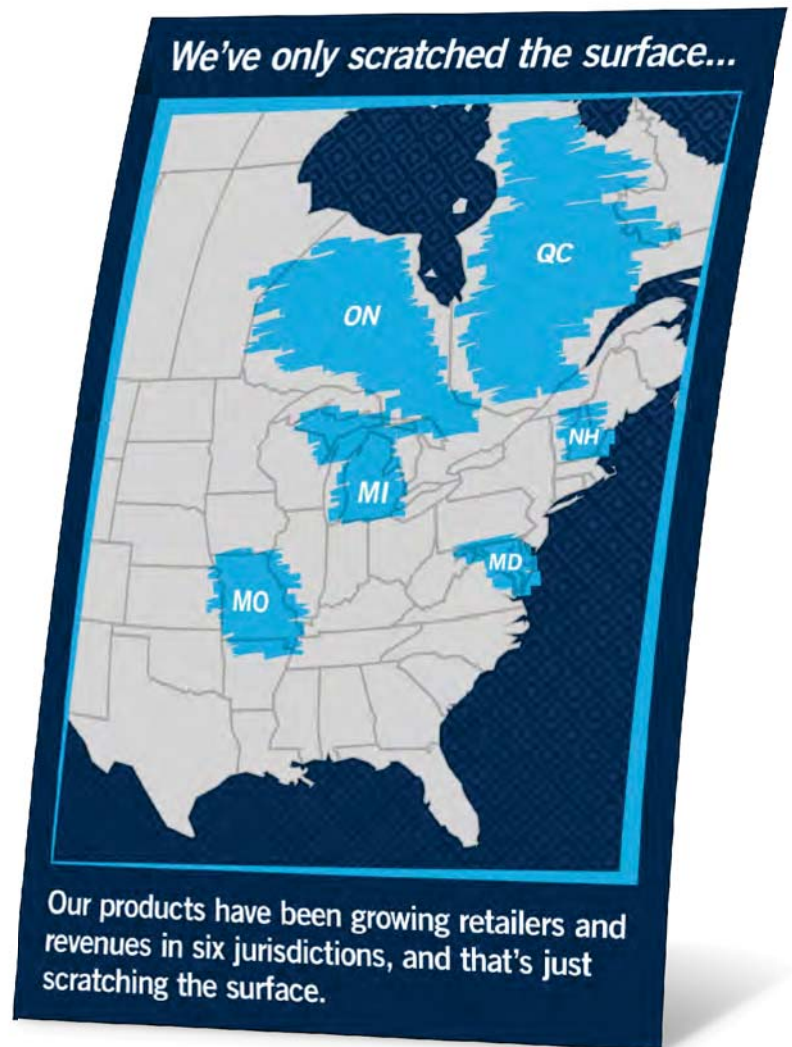 We've only scratched the surface...
QC
ON
NH
MI
MD
MO
Our products have been growing retailers and
revenues in six jurisdictions, and that's just
scratching the surface.